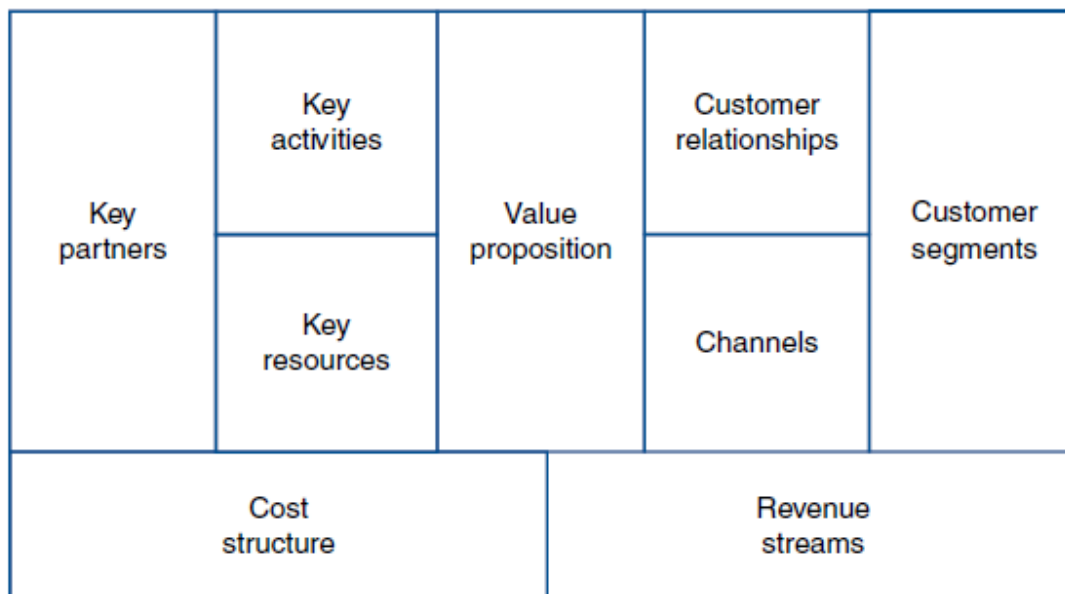 Key
partners
Key
activities
Key
resources
Value
proposition
Customer
relationships
Channels
Customer
segments
Cost
structure
Revenue
streams